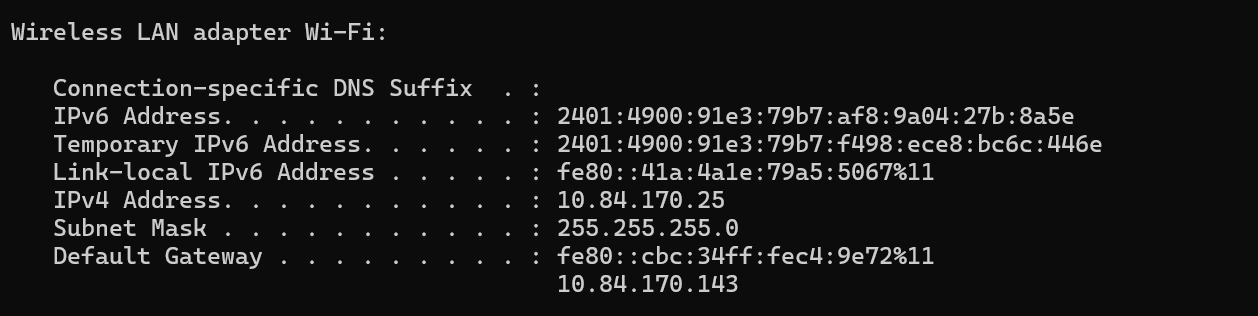 Wireless LAN adapter Wi-Fi:
   Connection-specific DNS Suffix  . :
   IPv6 Address. . . . . . . . . . . : 2401:4900:91e3:79b7:af8:9a04:27b:8a5e
   Temporary IPv6 Address. . . . . . : 2401:4900:91e3:79b7:f498:ece8:bc6c:446e
   Link-local IPv6 Address . . . . . : fe80::41a:4a1e:79a5:5067%11
   IPv4 Address. . . . . . . . . . . : 10.84.170.25
   Subnet Mask . . . . . . . . . . . : 255.255.255.0
   Default Gateway . . . . . . . . . : fe80::cbc:34ff:fec4:9e72%11
                                       10.84.170.143